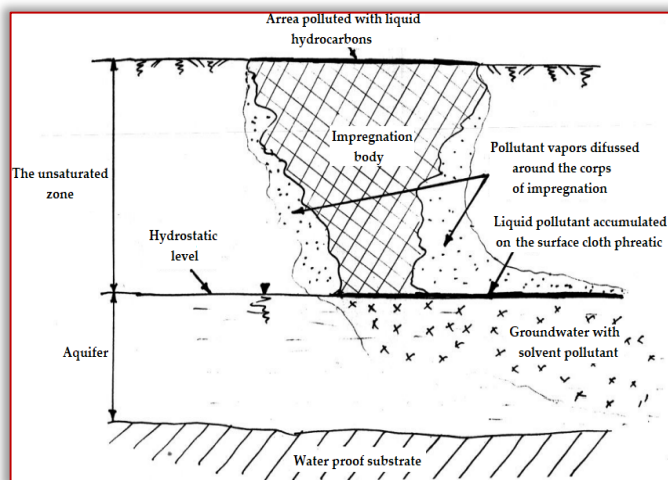 Arrea polluted with liquid
hydrocarbons
Impregnation
body
Pollutant vapors difussed
around the corps
of impregnation
The unsaturated
zone
Liquid pollutant accumulated
on the surface cloth phreatic
Hydrostatic
level
Groundwater with
solvent pollutant
Aquifer
Water proof substrate